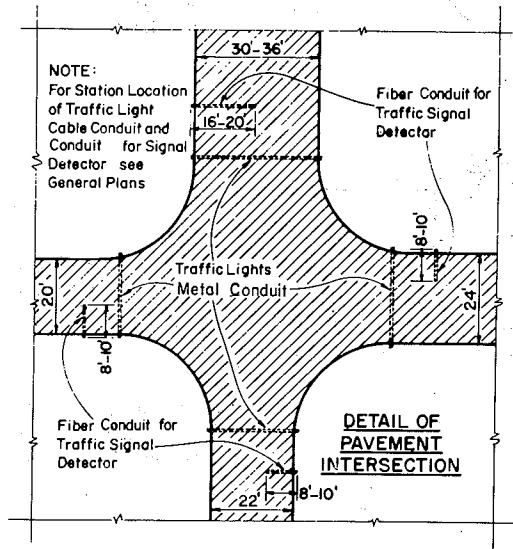 30'-36'
NOTE:
For Station Location
of Traffic Light
Cable Conduit and
Conduit for Signal
Detector see
General Plans
16'-20'
Fiber Conduit for
Traffic Signal
Detector
8'-10'
20'
8'-10'
Traffic Lights
Metal Conduit
24'
Fiber Conduit for
Traffic Signal
Detector
DETAIL OF
PAVEMENT
INTERSECTION
8'-10'
22'